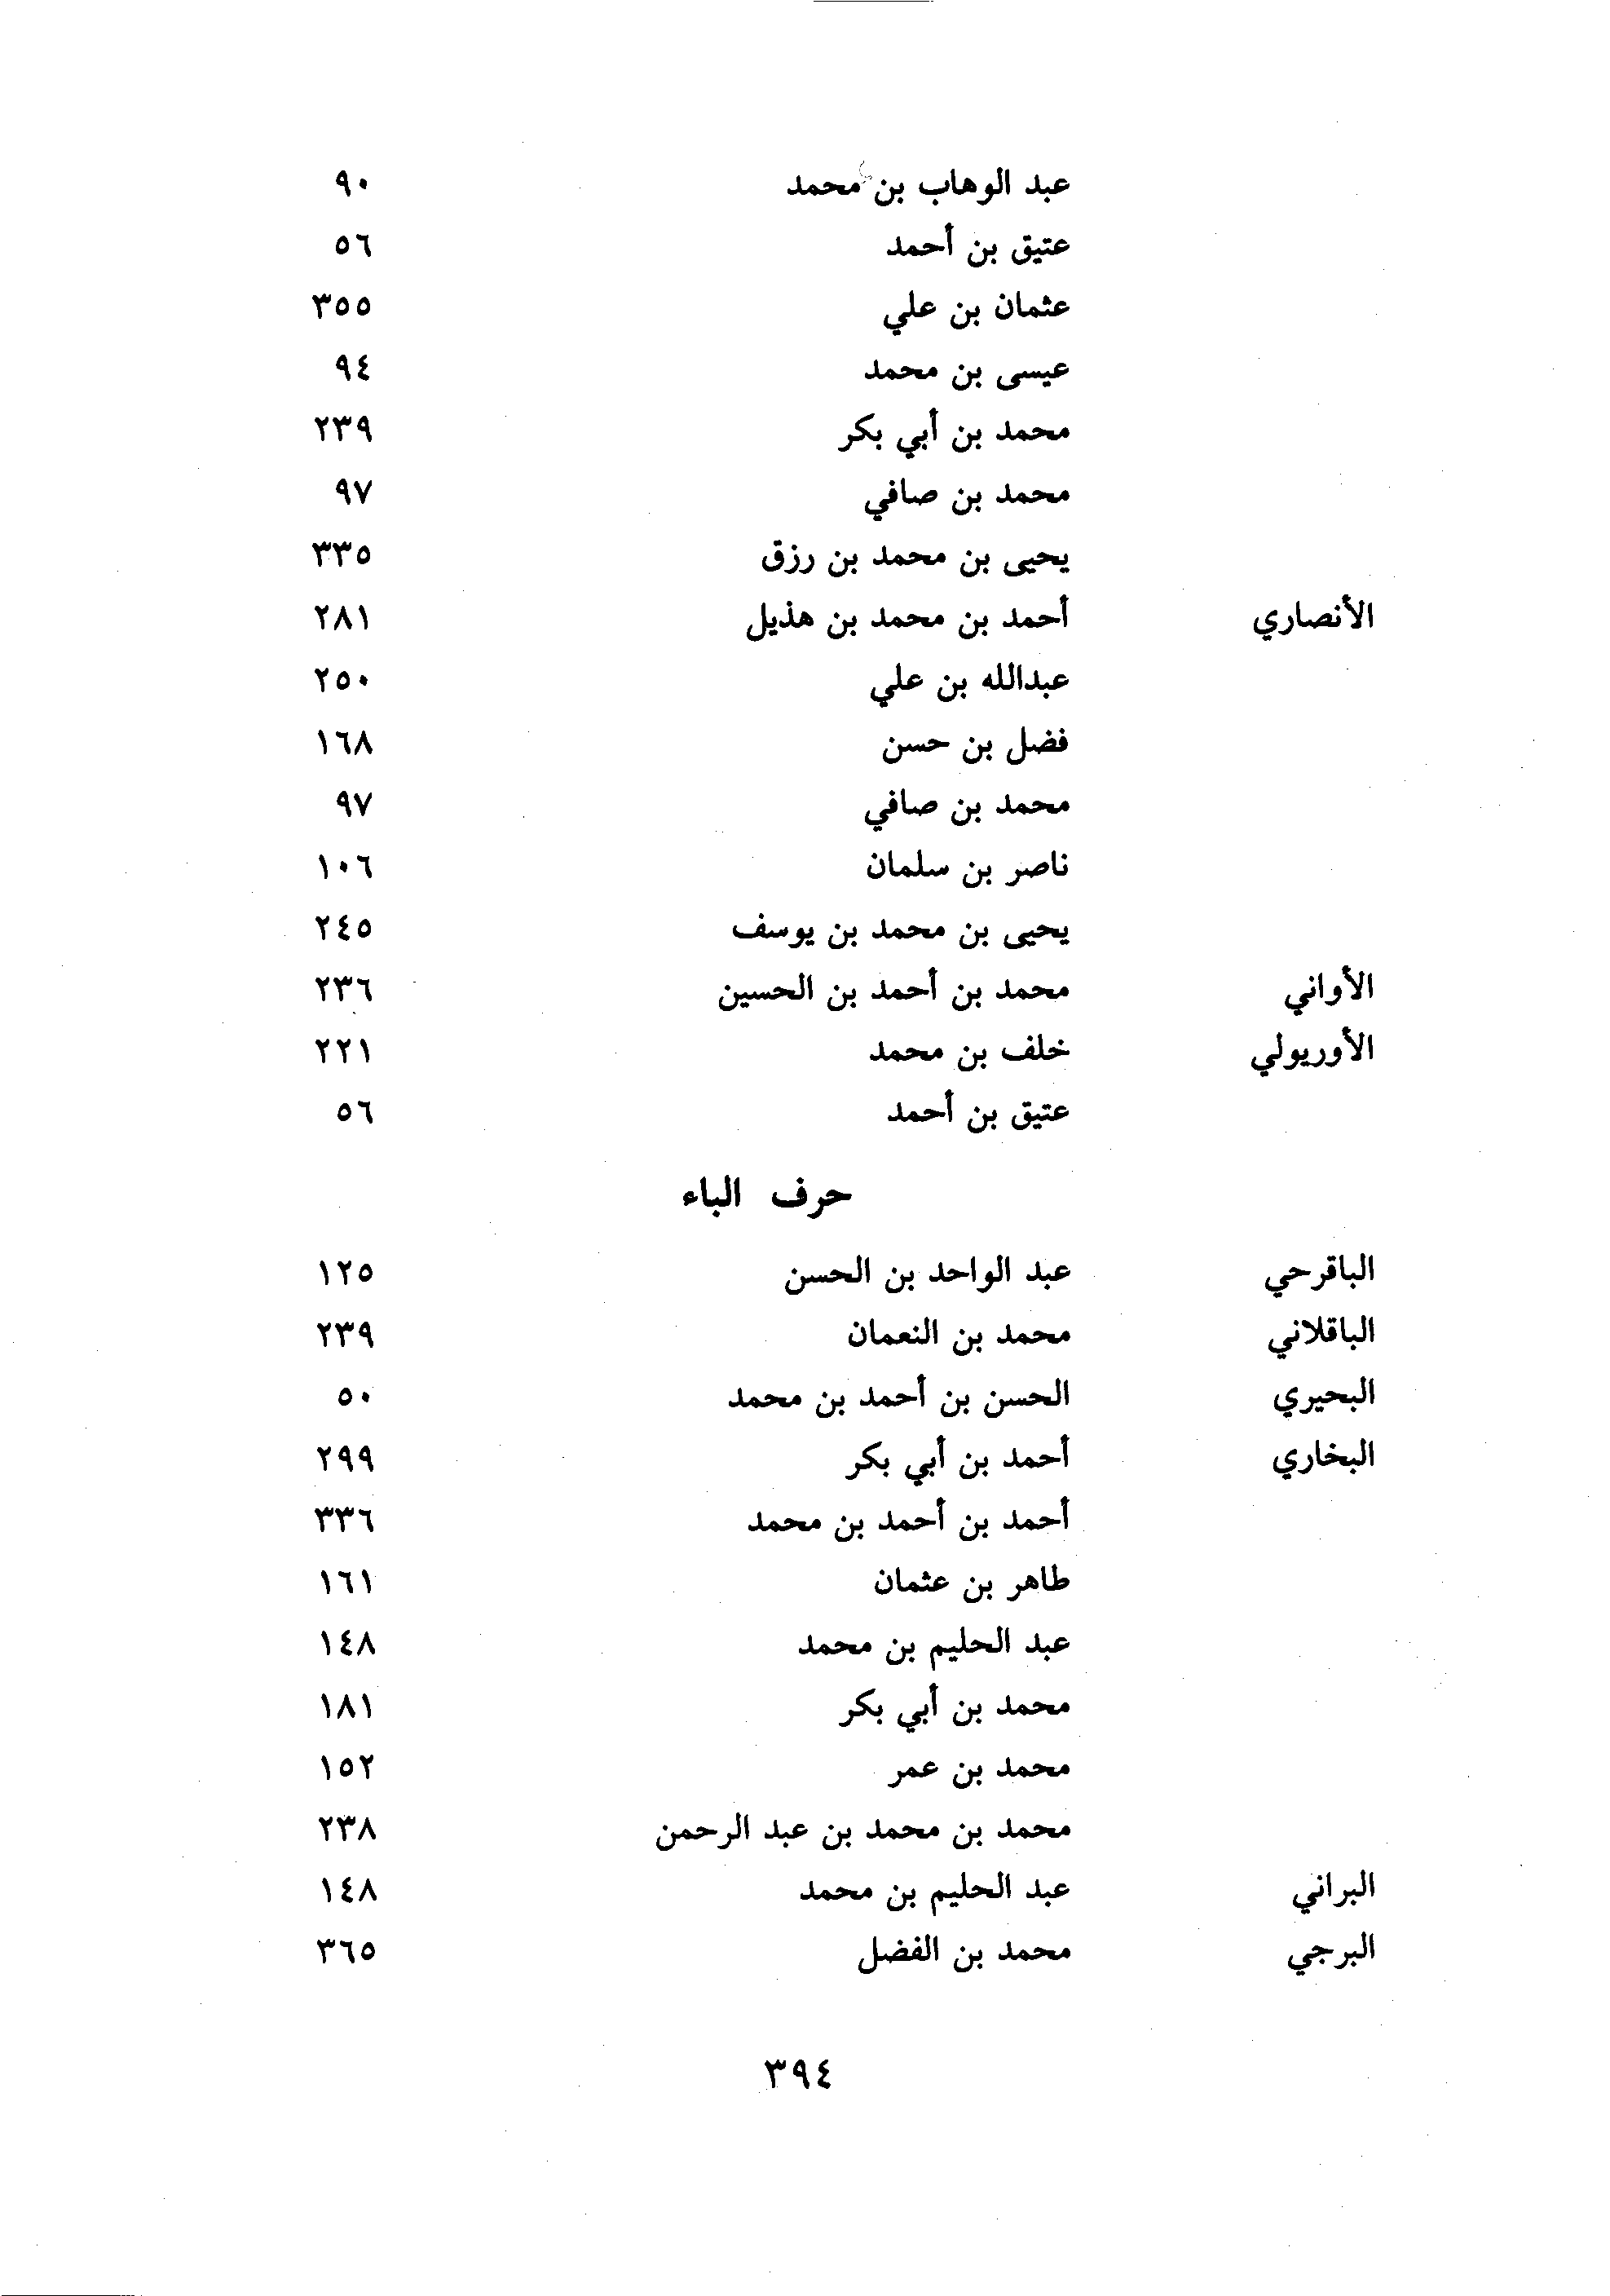 عبد الوهاب بن محمد ٩٠
عتيق بن أحمد ٥٦
عثمان بن علي ٣٥٥
عيسى بن محمد ٩٤
محمد بن أبي بكر ٢٣٩
محمد بن صافي ٩٧
يحيى بن محمد بن رزق ٣٣٥
الأنصاري أحمد بن محمد بن هذيل ٢٨١
عبدالله بن علي ٢٥٠
فضل بن حسن ١٦٨
محمد بن صافي ٩٧
ناصر بن سلمان ١٠٦
يحيى بن محمد بن يوسف ٢٤٥
الأواني محمد بن أحمد بن الحسين ٢٣٦
الأوريولي خلف بن محمد ٢٢١
عتيق بن أحمد ٥٦
حرف الباء
الباقرحي عبد الواحد بن الحسن ١٢٥
الباقلاني محمد بن النعمان ٢٣٩
البحيري الحسن بن أحمد بن محمد ٥٠
البخاري أحمد بن أبي بكر ٢٩٩
أحمد بن أحمد بن محمد ٣٣٦
طاهر بن عثمان ١٦١
عبد الحليم بن محمد ١٤٨
محمد بن أبي بكر ١٨١
محمد بن عمر ١٥٢
محمد بن محمد بن عبد الرحمن ٢٣٨
البراني عبد الحليم بن محمد ١٤٨
البرجي محمد بن الفضل ٣٦٥
٣٩٤